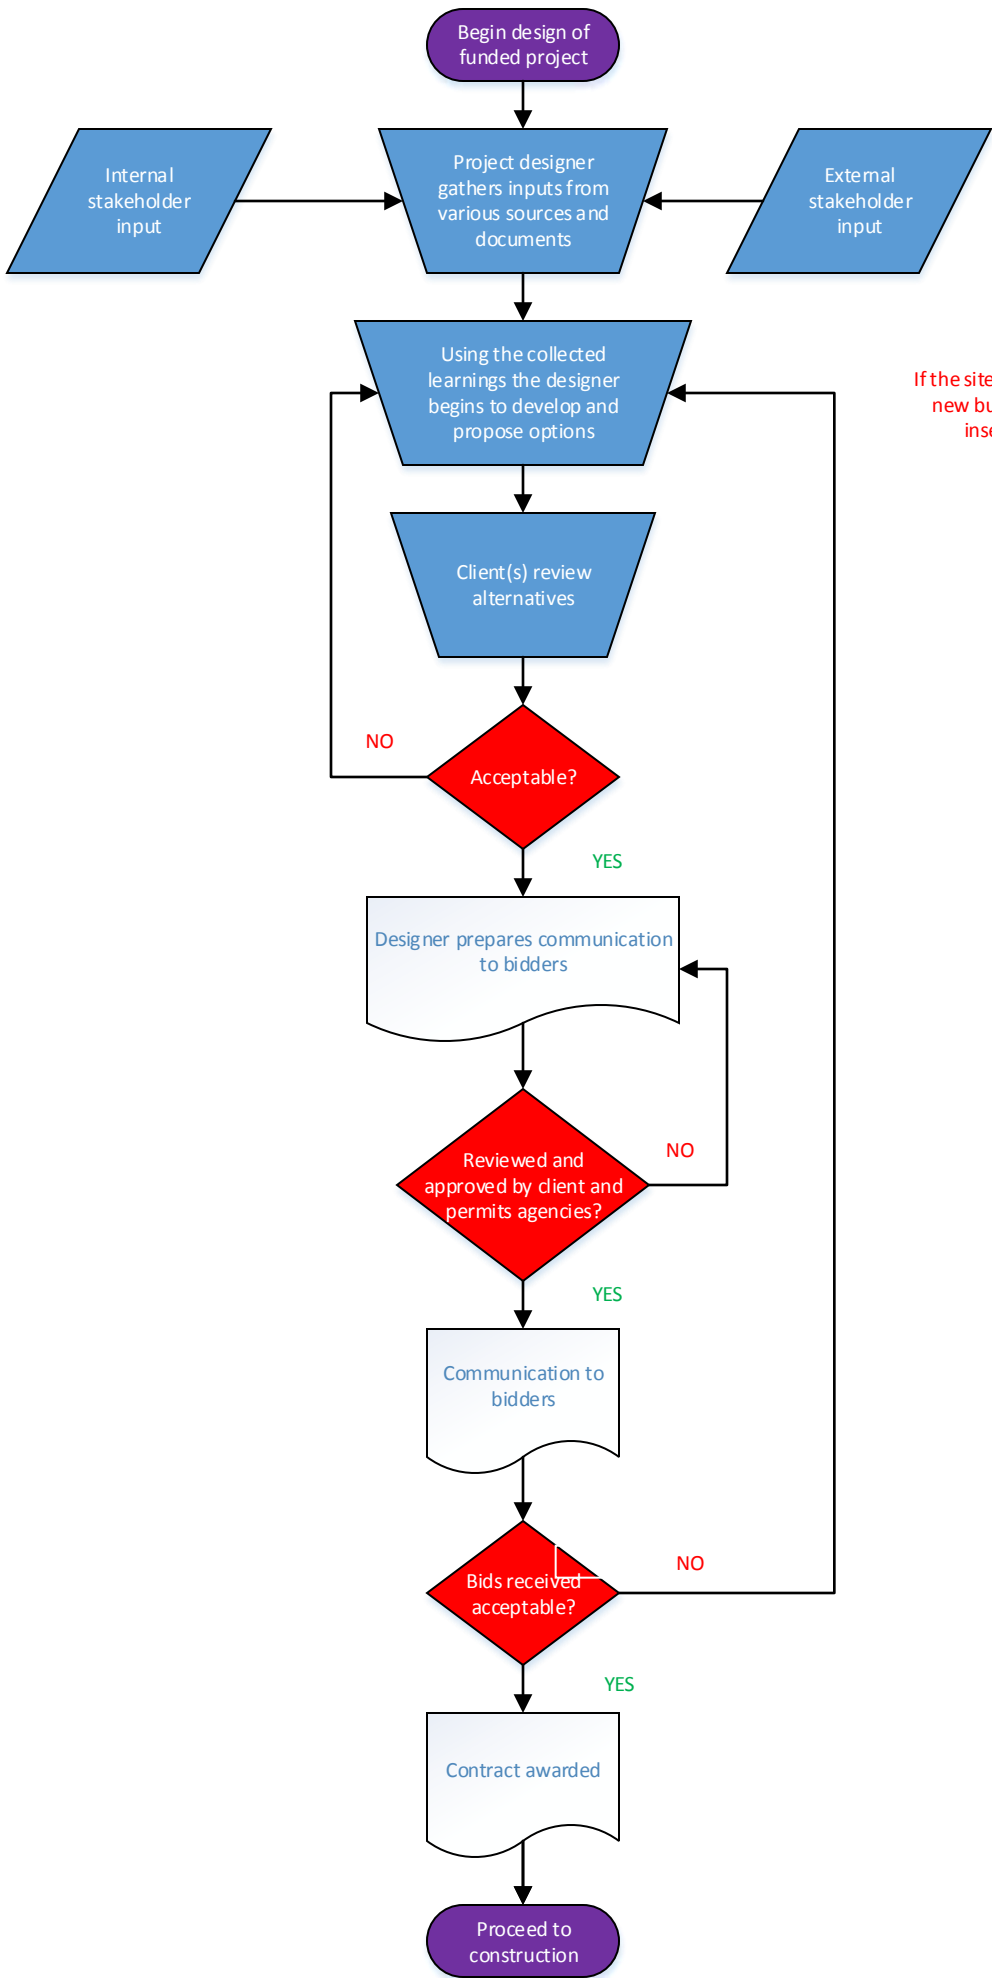 Begin design of
funded project
Internal
stakeholder
input
Project designer
gathers inputs from
various sources and
documents
External
stakeholder
input
Using the collected
learnings the designer
begins to develop and
propose options
If the site
new bu
inse
Client(s) review
alternatives
NO
Acceptable?
YES
Designer prepares communication
to bidders
Reviewed and
approved by client and
permits agencies?
NO
YES
Communication to
bidders
NO
Bids received
acceptable?
YES
Contract awarded
Proceed to
construction